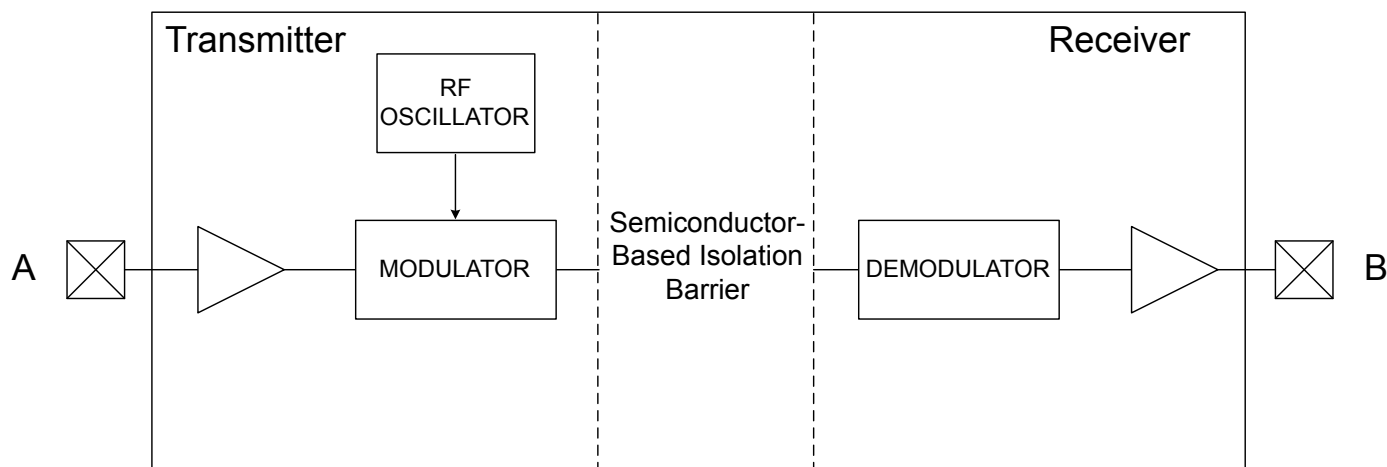 Transmitter
Receiver
RF
OSCILLATOR
A
MODULATOR
Semiconductor-
Based Isolation
Barrier
DEMODULATOR
B